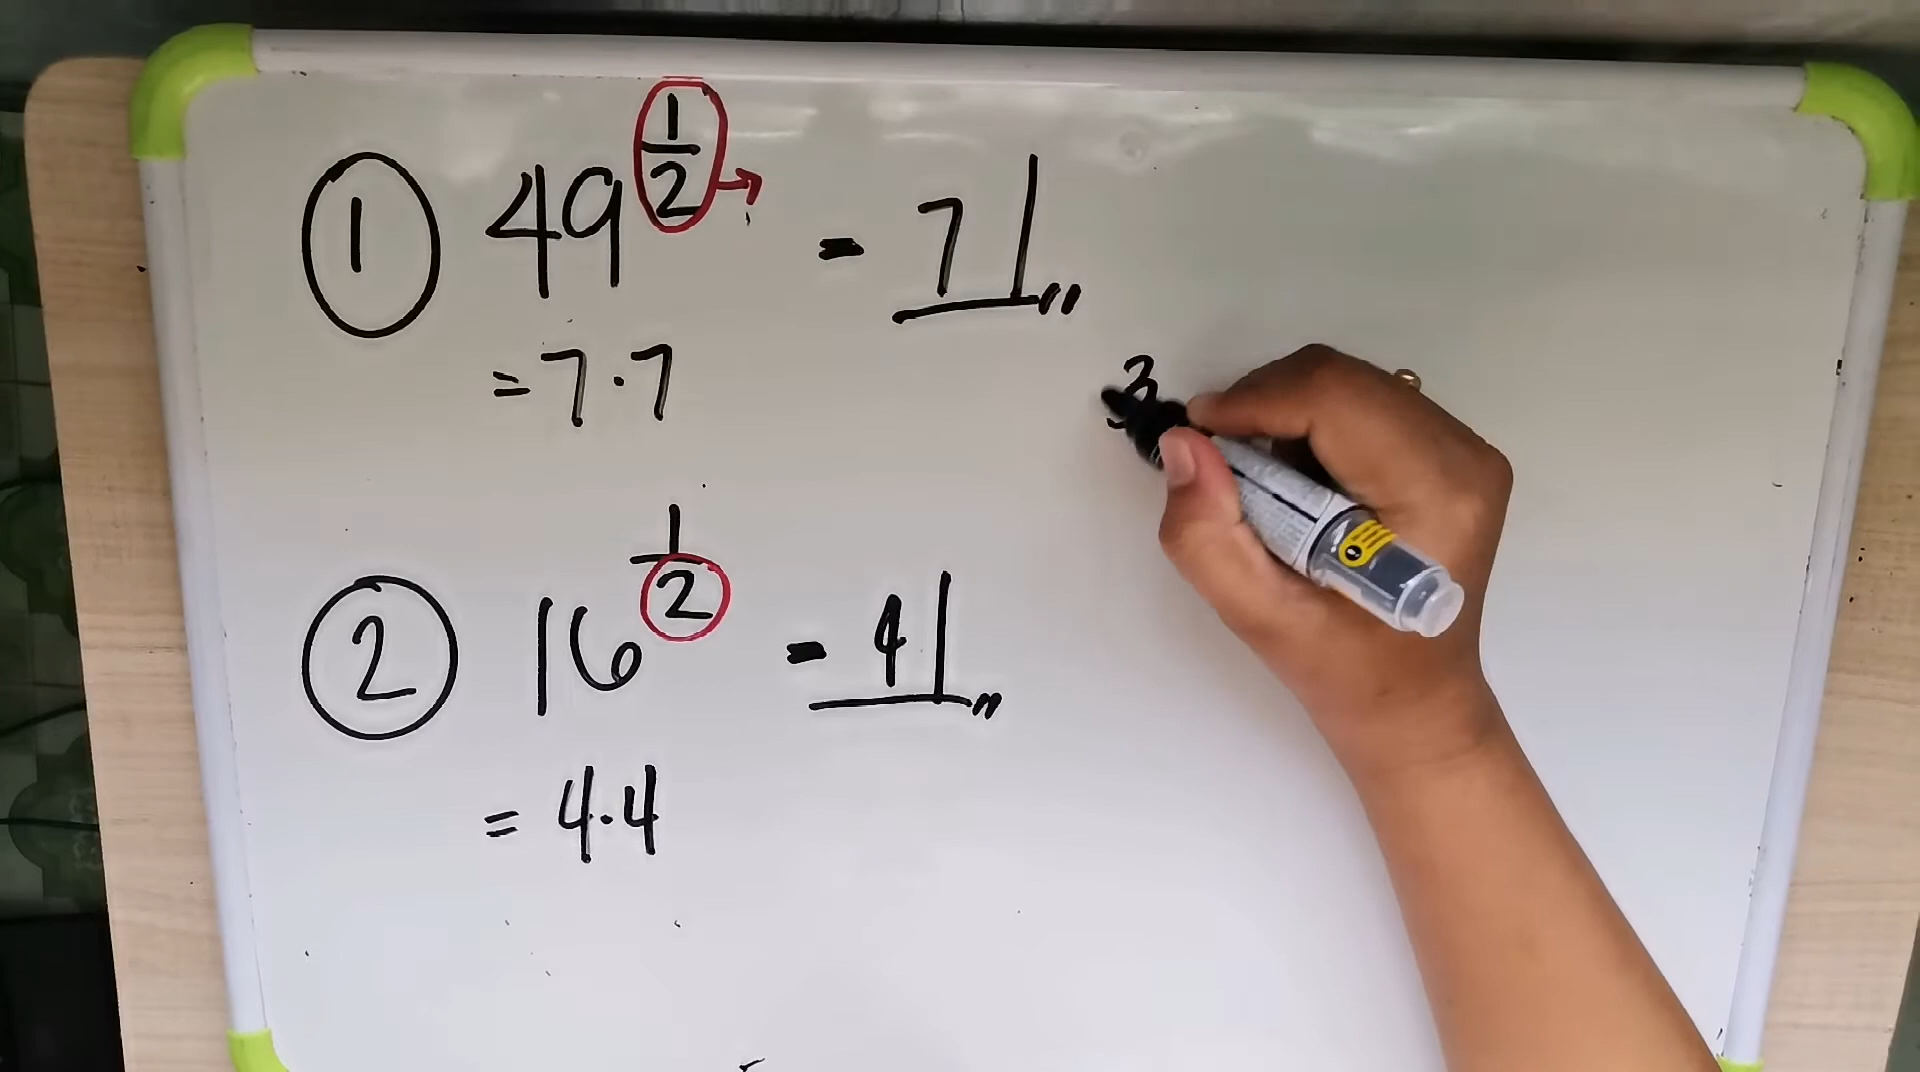 ① 49^(1/2) = 7
= 7·7
3
② 16^(1/2) = 4
= 4·4